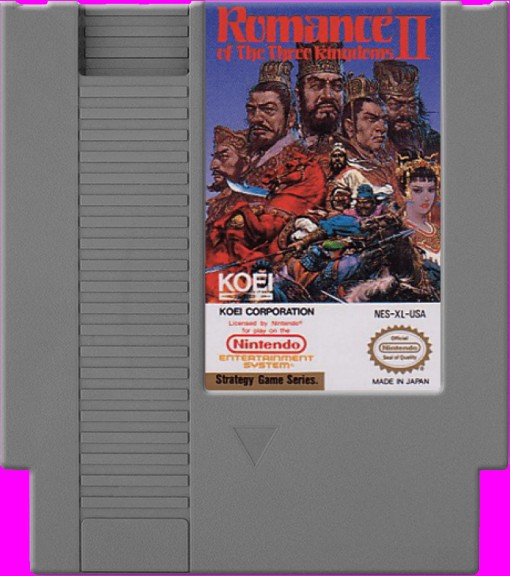 Romance II
of The Three Kingdoms
KOEI
KOEI CORPORATION
NES-XL-USA
Licensed by Nintendo®
for play on the
Nintendo
ENTERTAINMENT
SYSTEM
Official
Nintendo
Seal of Quality
Strategy Game Series.
MADE IN JAPAN